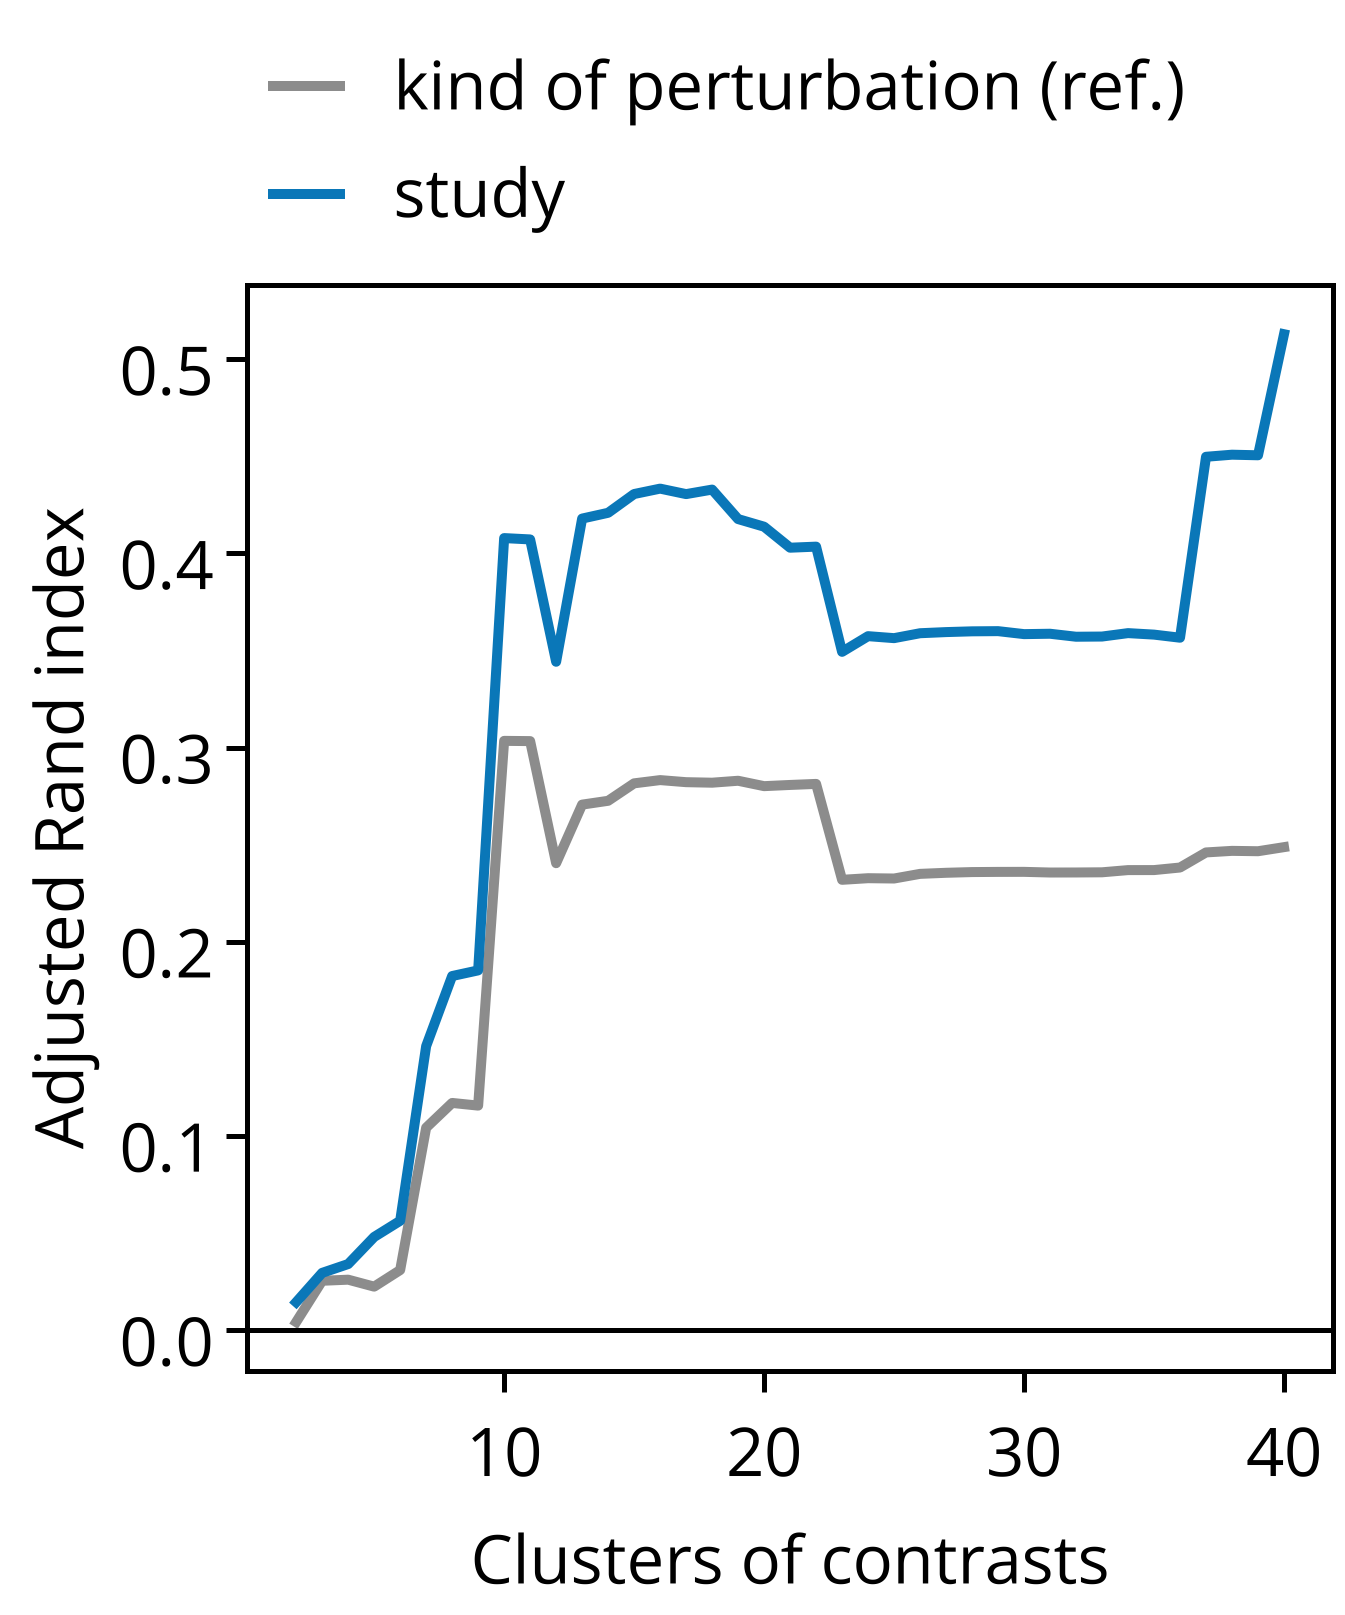 kind of perturbation (ref.)
study
0.5
0.4
0.3
0.2
0.1
0.0
Adjusted Rand index
10 20 30 40
Clusters of contrasts